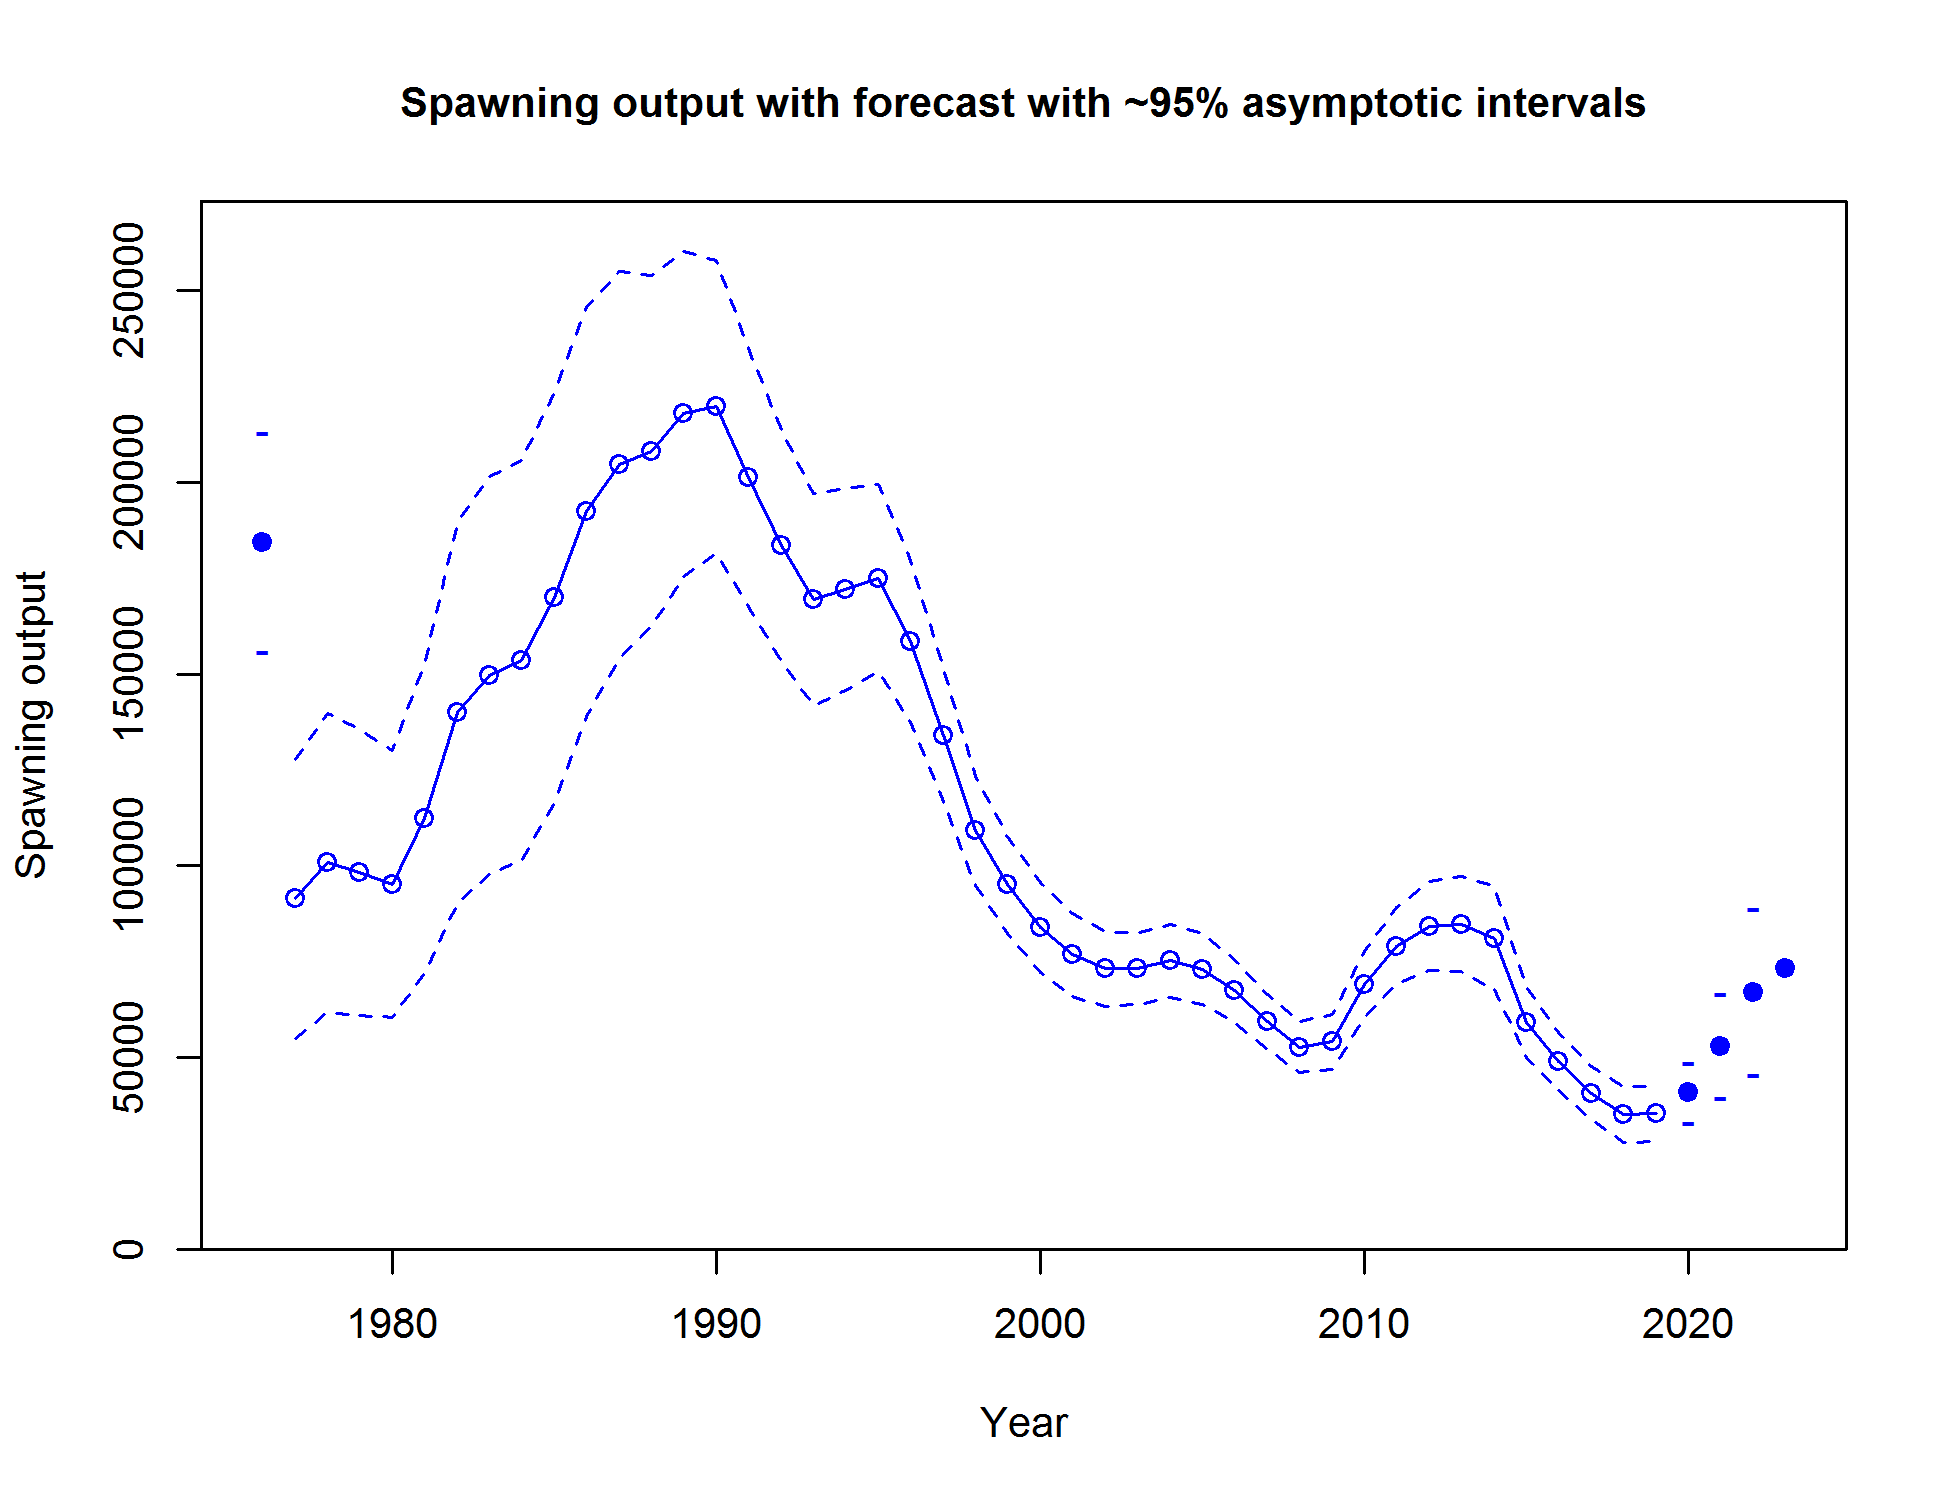 Spawning output with forecast with ~95% asymptotic intervals
250000
200000
150000
100000
50000
0
Spawning output
1980 1990 2000 2010 2020
Year